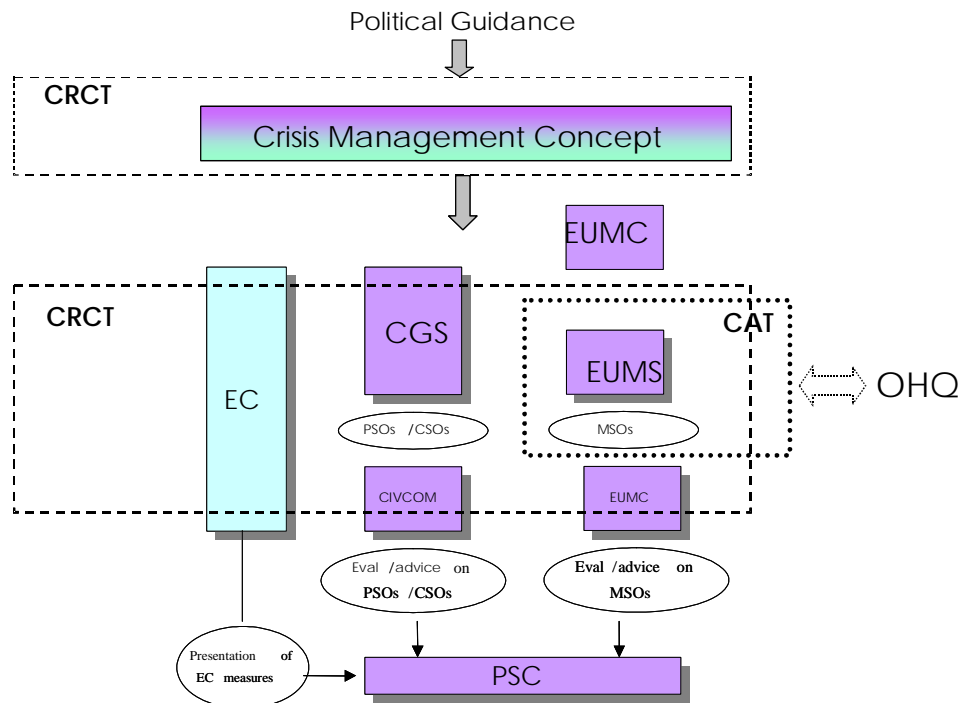 Political Guidance
CRCT
Crisis Management Concept
EUMC
CRCT
CAT
CGS
EUMS
OHQ
EC
PSOs /CSOs
MSOs
CIVCOM
EUMC
Eval /advice on
PSOs /CSOs
Eval /advice on
MSOs
Presentation of
EC measures
PSC